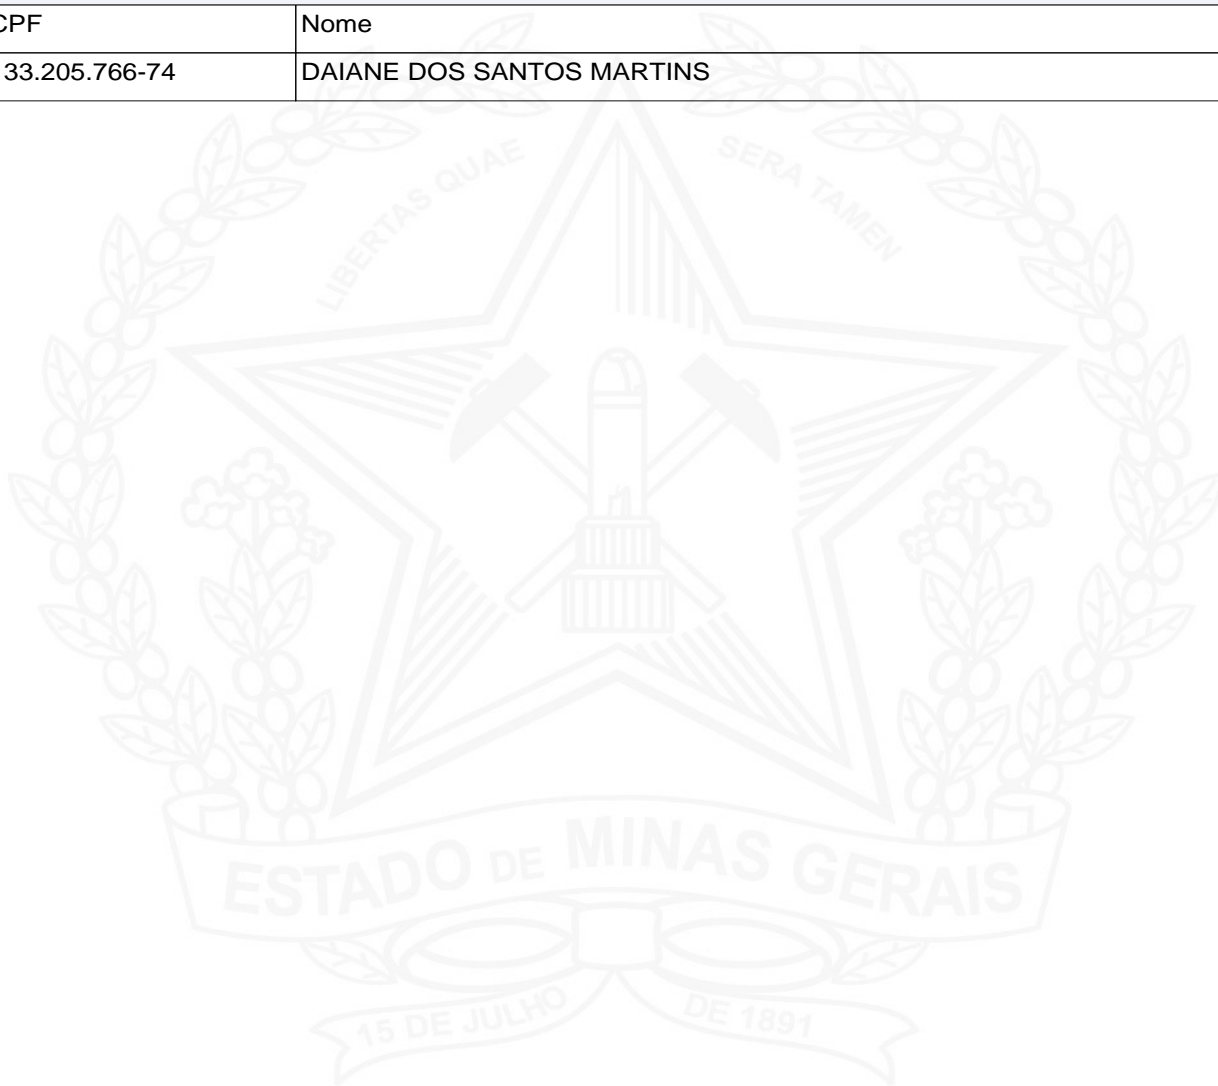 CPF Nome
33.205.766-74 DAIANE DOS SANTOS MARTINS
LIBERTAS QUAE SERA TAMEN
ESTADO DE MINAS GERAIS
15 DE JULHO DE 1891